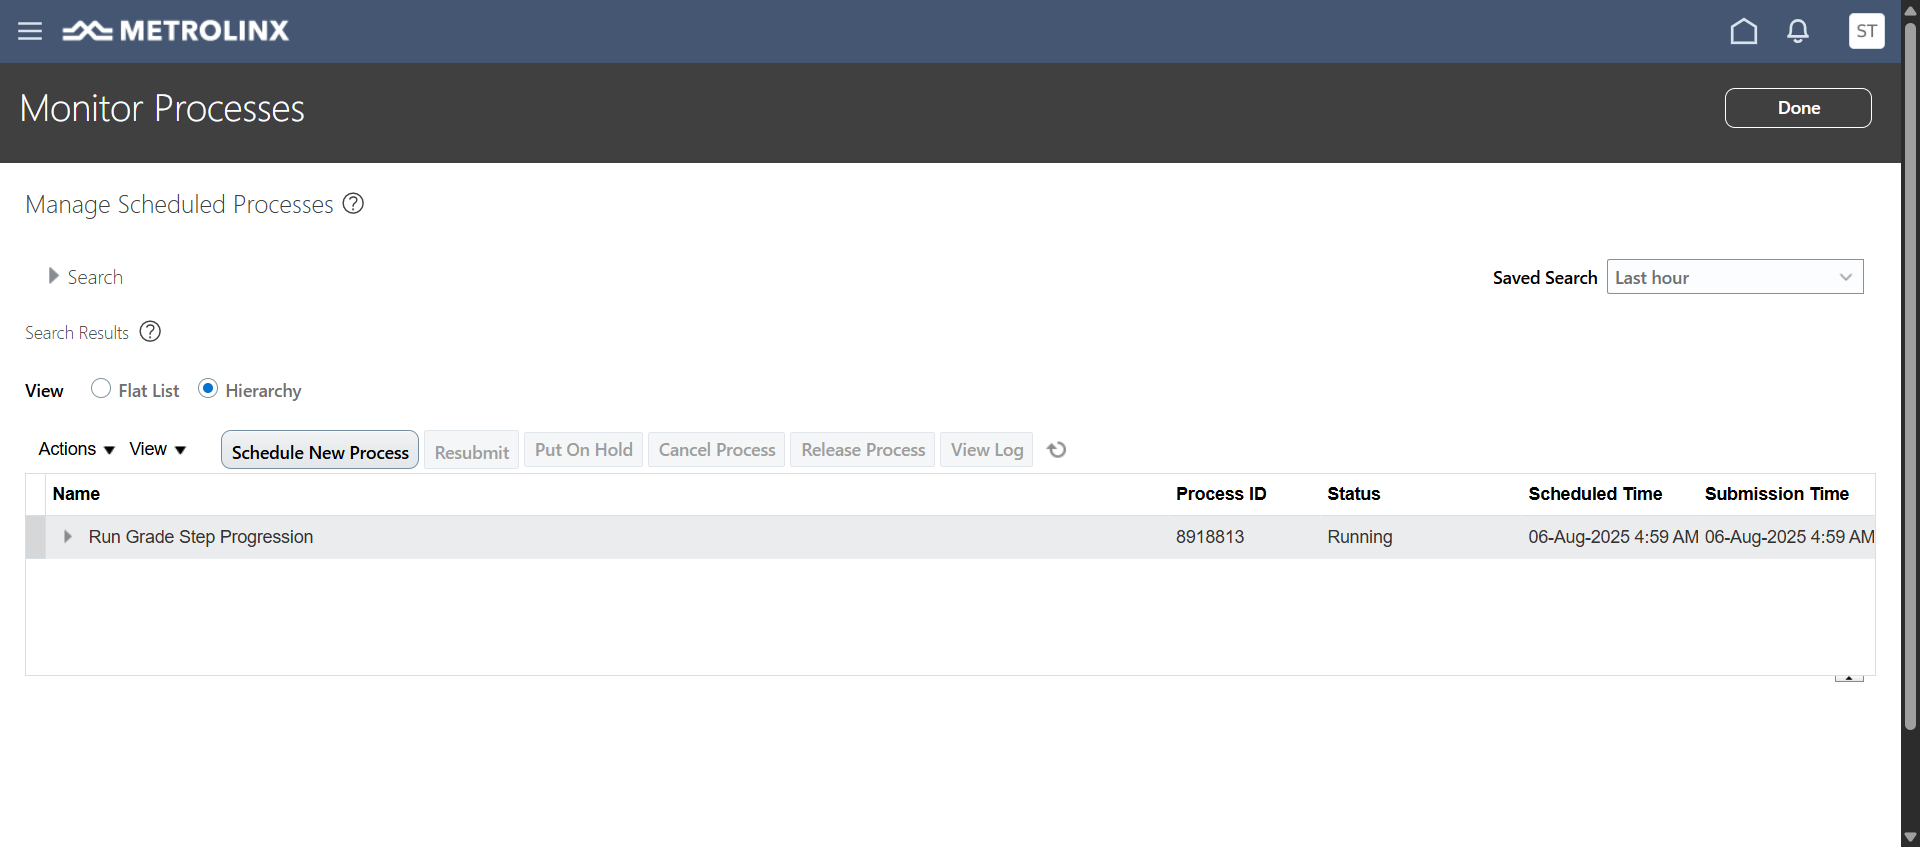 METROLINX
ST
Monitor Processes
Done
Manage Scheduled Processes ?
Search
Saved Search Last hour
Search Results ?
View Flat List Hierarchy
Actions View Schedule New Process Resubmit Put On Hold Cancel Process Release Process View Log
Name Process ID Status Scheduled Time Submission Time
Run Grade Step Progression 8918813 Running 06-Aug-2025 4:59 AM 06-Aug-2025 4:59 AM